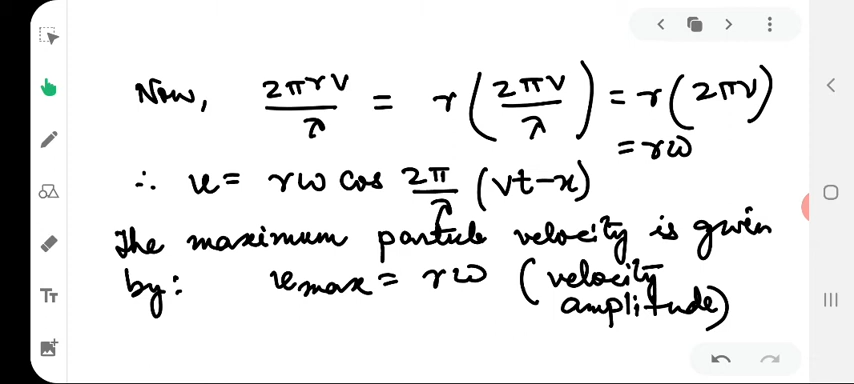 Now, 2πrv/λ = r(2πv/λ) = r(2πν)
= rω
∴ u = rω cos 2π/λ (vt-x)
The maximum particle velocity is given
by: umax = rω (velocity
amplitude)
TT